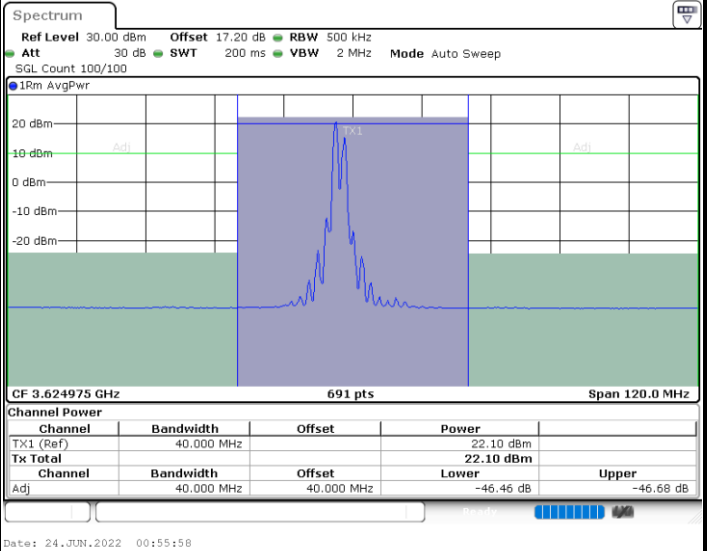 Spectrum
Ref Level 30.00 dBm Offset 17.20 dB RBW 500 kHz
Att 30 dB SWT 200 ms VBW 2 MHz Mode Auto Sweep
SGL Count 100/100
1Rm AvgPwr
20 dBm
TX1
Adj Adj
10 dBm
0 dBm
-10 dBm
-20 dBm
CF 3.624975 GHz 691 pts Span 120.0 MHz
Channel Power
Channel Bandwidth Offset Power
TX1 (Ref) 40.000 MHz 22.10 dBm
Tx Total 22.10 dBm
Channel Bandwidth Offset Lower Upper
Adj 40.000 MHz 40.000 MHz -46.46 dB -46.68 dB
Ready
Date: 24.JUN.2022 00:55:58